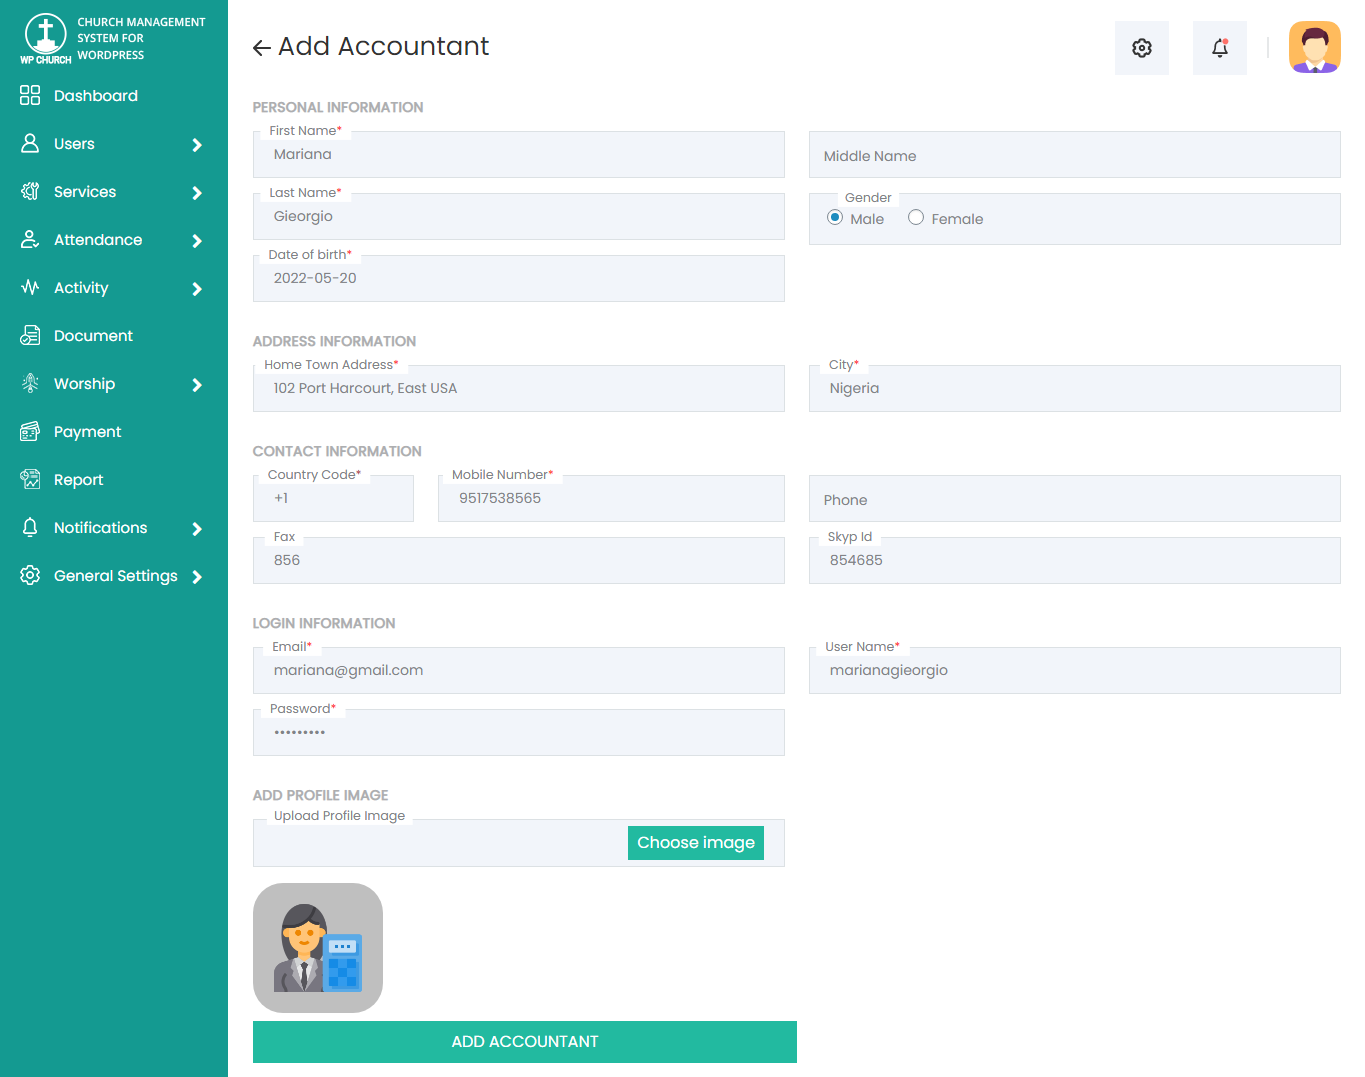 CHURCH MANAGEMENT
SYSTEM FOR
WORDPRESS
WP CHURCH
Dashboard
Users
Services
Attendance
Activity
Document
Worship
Payment
Report
Notifications
General Settings
Add Accountant
PERSONAL INFORMATION
First Name*
Mariana
Middle Name
Last Name*
Gieorgio
Gender
Male Female
Date of birth*
2022-05-20
ADDRESS INFORMATION
Home Town Address*
102 Port Harcourt, East USA
City*
Nigeria
CONTACT INFORMATION
Country Code*
+1
Mobile Number*
9517538565
Phone
Fax
856
Skyp Id
854685
LOGIN INFORMATION
Email*
mariana@gmail.com
User Name*
marianagieorgio
Password*
•••••••••
ADD PROFILE IMAGE
Upload Profile Image
Choose image
ADD ACCOUNTANT